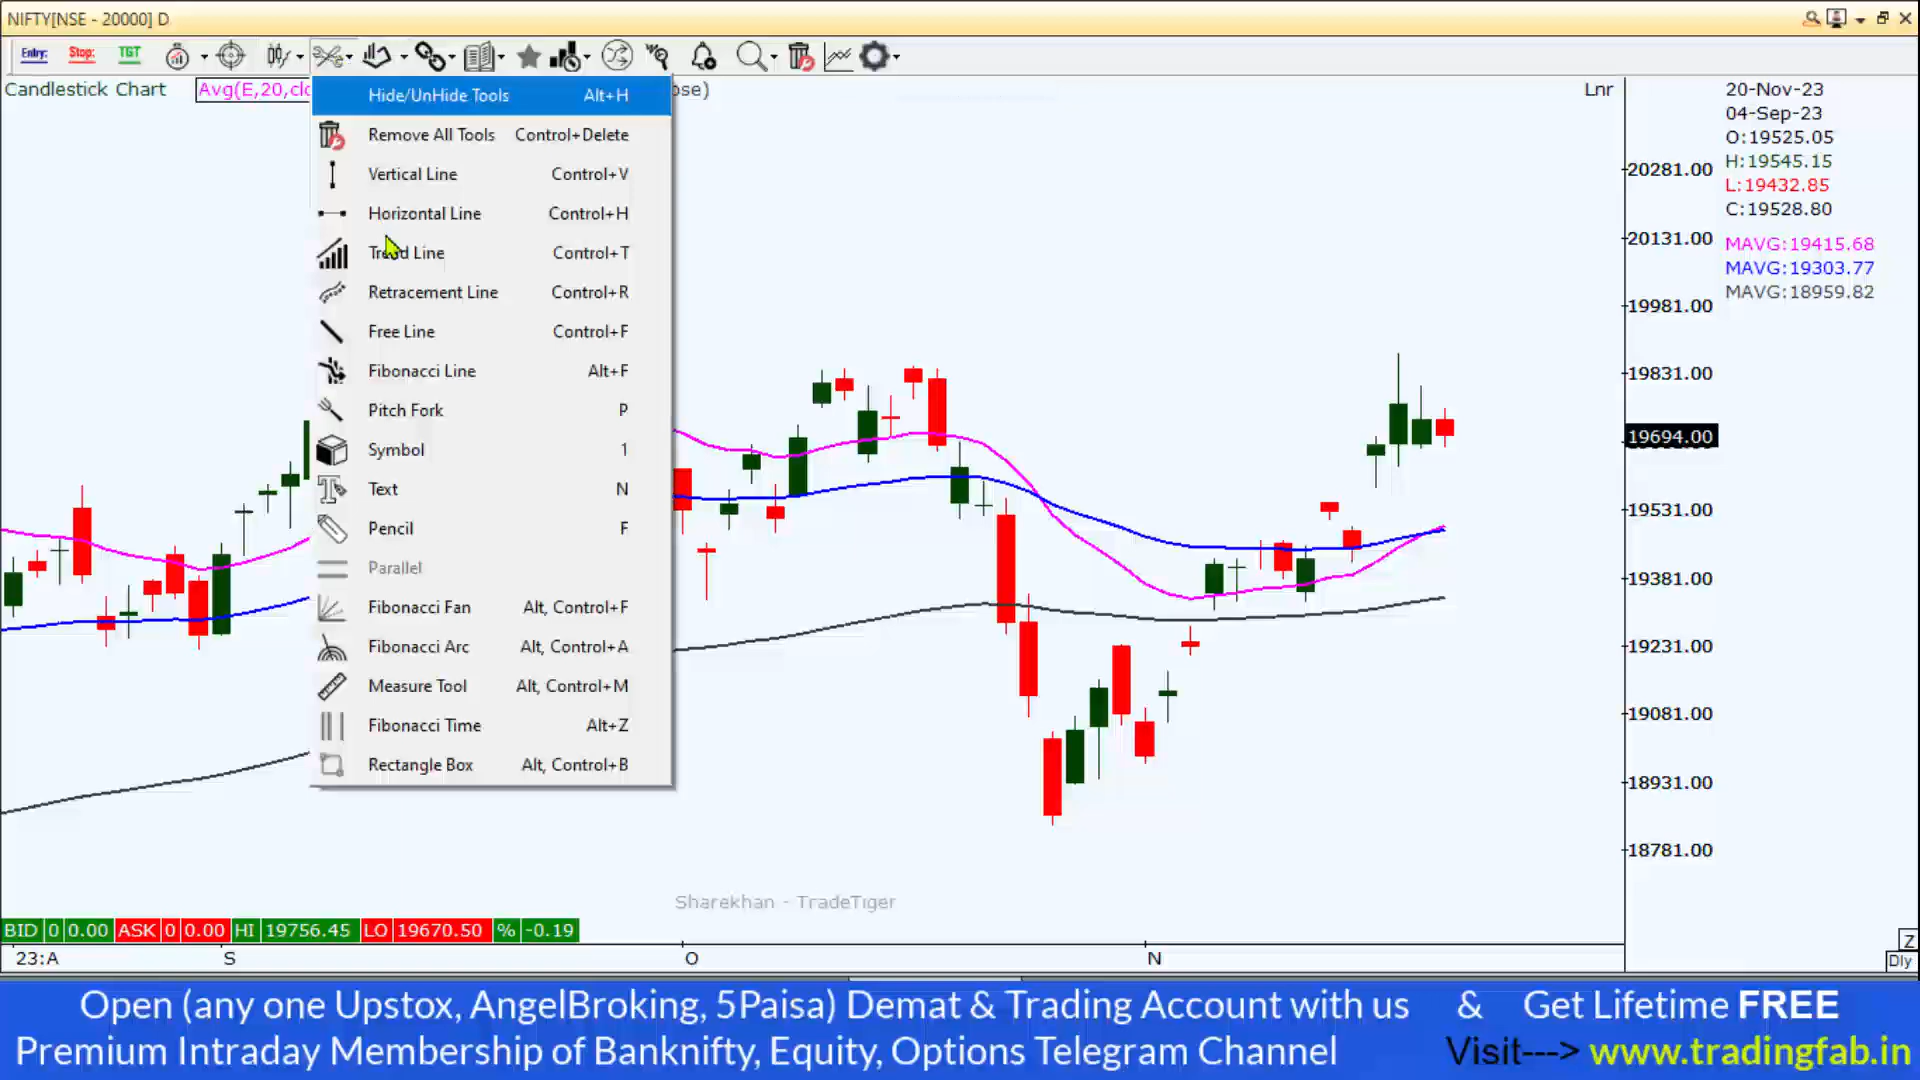 NIFTY[NSE - 20000] D
Entry: Stop: TGT
Candlestick Chart Avg(E,20,clo ose) Lnr
20-Nov-23
04-Sep-23
O:19525.05
H:19545.15
L:19432.85
C:19528.80
MAVG:19415.68
MAVG:19303.77
MAVG:18959.82
Hide/UnHide Tools Alt+H
Remove All Tools Control+Delete
Vertical Line Control+V
Horizontal Line Control+H
Trend Line Control+T
Retracement Line Control+R
Free Line Control+F
Fibonacci Line Alt+F
Pitch Fork P
Symbol 1
Text N
Pencil F
Parallel
Fibonacci Fan Alt, Control+F
Fibonacci Arc Alt, Control+A
Measure Tool Alt, Control+M
Fibonacci Time Alt+Z
Rectangle Box Alt, Control+B
20281.00
20131.00
19981.00
19831.00
19694.00
19531.00
19381.00
19231.00
19081.00
18931.00
18781.00
Sharekhan - TradeTiger
BID 0 0.00 ASK 0 0.00 HI 19756.45 LO 19670.50 % -0.19
23:A S O N
Z
Dly
Open (any one Upstox, AngelBroking, 5Paisa) Demat & Trading Account with us & Get Lifetime FREE
Premium Intraday Membership of Banknifty, Equity, Options Telegram Channel Visit---> www.tradingfab.in